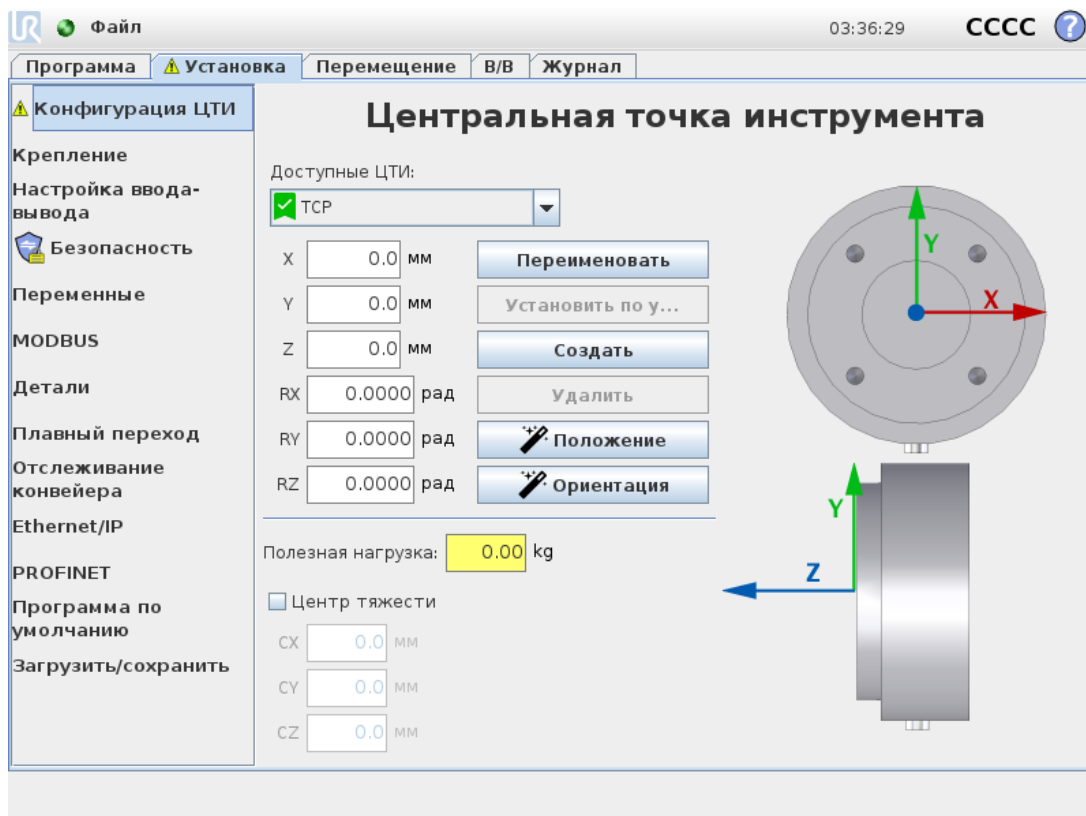 UR Файл 03:36:29 CCCC ?
Программа Установка Перемещение В/В Журнал
Конфигурация ЦТИ
Крепление
Настройка ввода-
вывода
Безопасность
Переменные
MODBUS
Детали
Плавный переход
Отслеживание
конвейера
Ethernet/IP
PROFINET
Программа по
умолчанию
Загрузить/сохранить
Центральная точка инструмента
Доступные ЦТИ:
TCP
X 0.0 мм Переименовать
Y 0.0 мм Установить по у...
Z 0.0 мм Создать
RX 0.0000 рад Удалить
RY 0.0000 рад Положение
RZ 0.0000 рад Ориентация
Полезная нагрузка: 0.00 kg
Центр тяжести
CX 0.0 мм
CY 0.0 мм
CZ 0.0 мм
Y
X
Y
Z